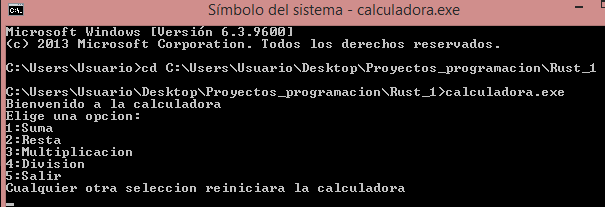 Símbolo del sistema - calculadora.exe
Microsoft Windows [Versión 6.3.9600]
(c) 2013 Microsoft Corporation. Todos los derechos reservados.
C:\Users\Usuario>cd C:\Users\Usuario\Desktop\Proyectos_programacion\Rust_1
C:\Users\Usuario\Desktop\Proyectos_programacion\Rust_1>calculadora.exe
Bienvenido a la calculadora
Elige una opcion:
1:Suma
2:Resta
3:Multiplicacion
4:Division
5:Salir
Cualquier otra seleccion reiniciara la calculadora